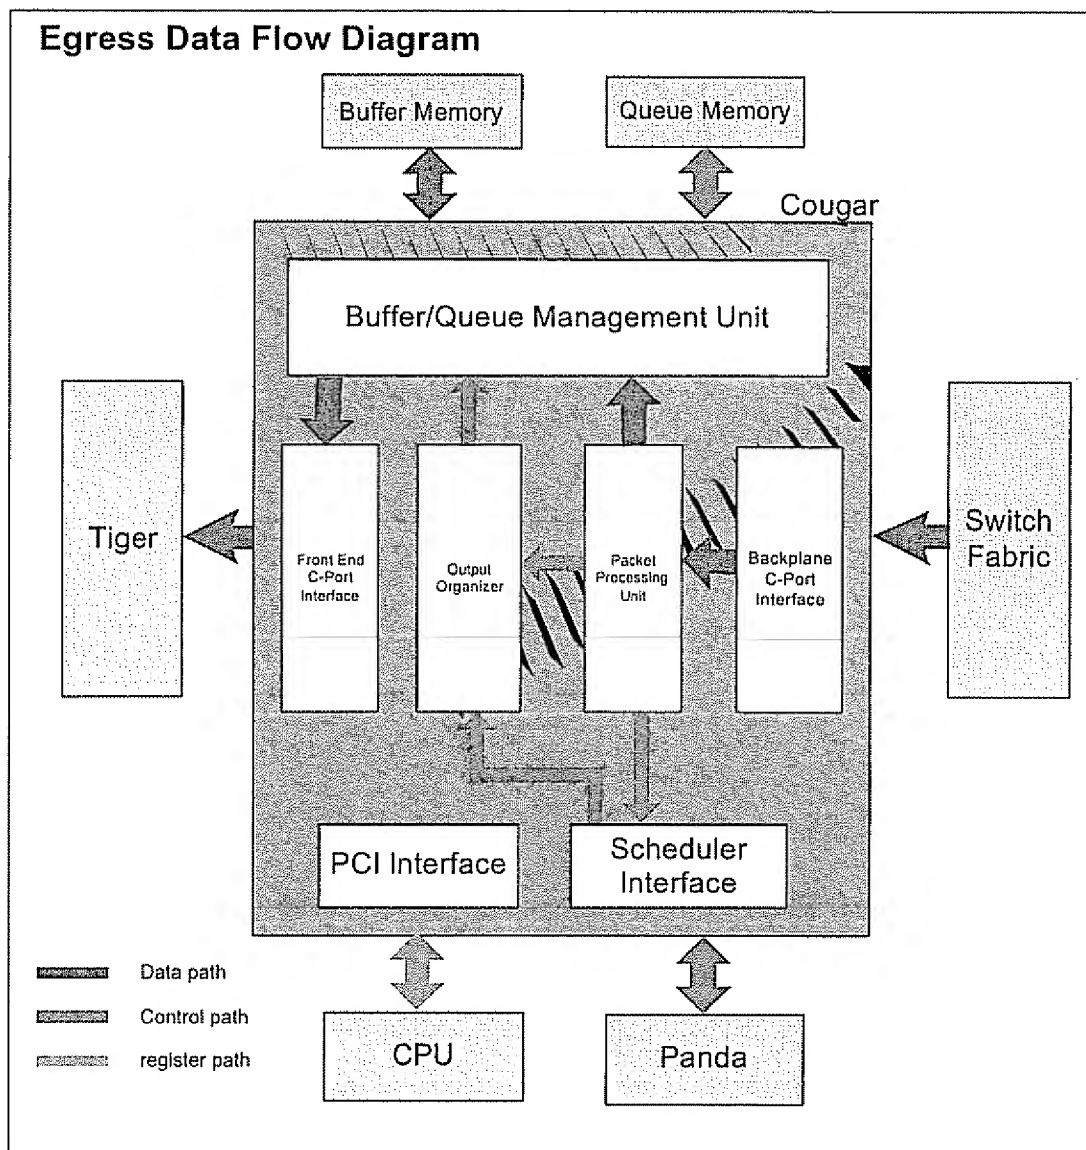 Egress Data Flow Diagram
Buffer Memory
Queue Memory
Cougar
Buffer/Queue Management Unit
Tiger
Front End
C-Port
Interface
Output
Organizer
Packet
Processing
Unit
Backplane
C-Port
Interface
Switch
Fabric
PCI Interface
Scheduler
Interface
Data path
Control path
register path
CPU
Panda